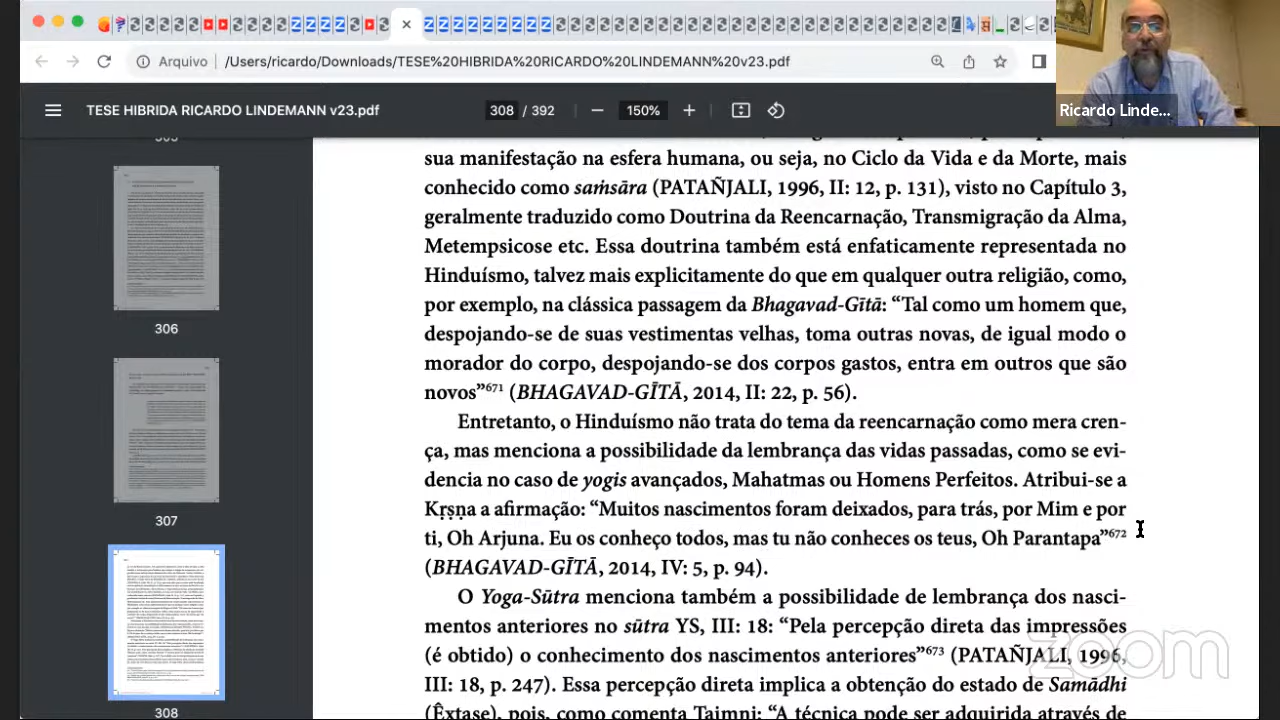 Arquivo
/Users/ricardo/Downloads/TESE%20HIBRIDA%20RICARDO%20LINDEMANN%20v23.pdf
Ricardo Linde...
TESE HIBRIDA RICARDO LINDEMANN v23.pdf
308 / 392
150%
306
307
308
sua manifestação na esfera humana, ou seja, no Ciclo da Vida e da Morte, mais
conhecido como saṁsāra (PATAÑJALI, 1996, II: 12, p. 131), visto no Capítulo 3,
geralmente traduzido como Doutrina da Reencarnação, Transmigração da Alma,
Metempsicose etc. Essa doutrina também está enfaticamente representada no
Hinduísmo, talvez mais explicitamente do que em qualquer outra religião, como,
por exemplo, na clássica passagem da Bhagavad-Gītā: “Tal como um homem que,
despojando-se de suas vestimentas velhas, toma outras novas, de igual modo o
morador do corpo, despojando-se dos corpos gastos, entra em outros que são
novos”671 (BHAGAVAD-GĪTĀ, 2014, II: 22, p. 56).
Entretanto, o Hinduísmo não trata do tema da reencarnação como mera cren-
ça, mas menciona a possibilidade da lembrança das vidas passadas, como se evi-
dencia no caso de yogis avançados, Mahatmas ou Homens Perfeitos. Atribui-se a
Kṛṣṇa a afirmação: “Muitos nascimentos foram deixados, para trás, por Mim e por
ti, Oh Arjuna. Eu os conheço todos, mas tu não conheces os teus, Oh Parantapa”672
(BHAGAVAD-GĪTĀ, 2014, IV: 5, p. 94).
O Yoga-Sūtra menciona também a possibilidade de lembrança dos nasci-
mentos anteriores no sūtra YS, III: 18: “Pela percepção direta das impressões
(é obtido) o conhecimento dos nascimentos anteriores”673 (PATAÑJALI, 1996,
III: 18, p. 247). Essa percepção direta implica a obtenção do estado de Samādhi
(Êxtase), pois, como comenta Taimni: “A técnica pode ser adquirida através de
zoom